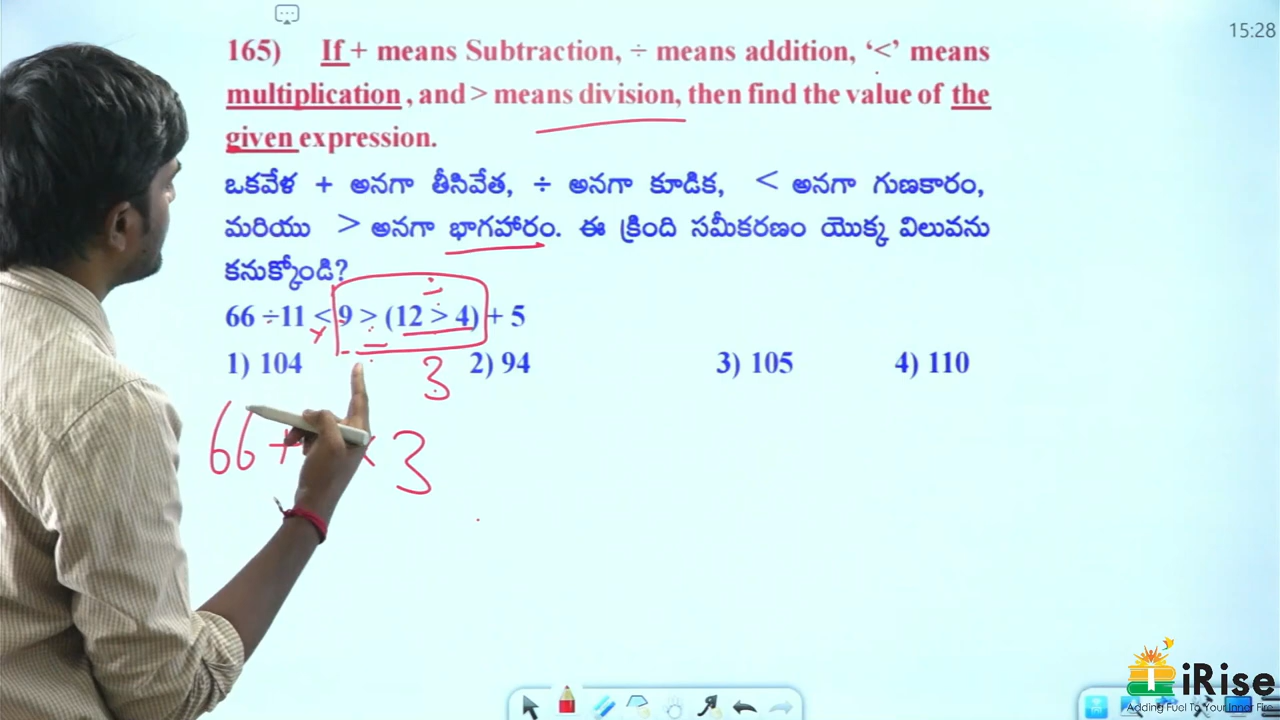 15:28
165) If + means Subtraction, ÷ means addition, ‘<’ means
multiplication , and > means division, then find the value of the
given expression.
ఒకవేళ + అనగా తీసివేత, ÷ అనగా కూడిక, < అనగా గుణకారం,
మరియు > అనగా భాగహారం. ఈ క్రింది సమీకరణం యొక్క విలువను
కనుక్కోండి?
÷
66 ÷11 < 9 > (12 > 4) + 5
× ÷
1) 104 2) 94 3) 105 4) 110
3
66+ × 3
iRise
Adding Fuel To Your Inner Fire